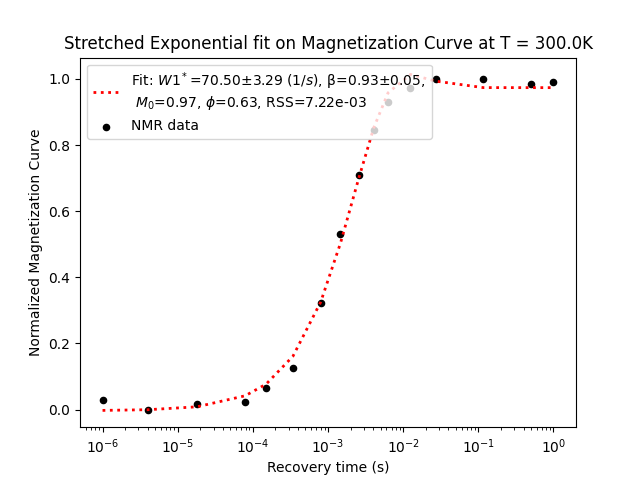 Stretched Exponential fit on Magnetization Curve at T = 300.0K
Fit: W1*=70.50±3.29 (1/s), β=0.93±0.05,
M₀=0.97, ϕ=0.63, RSS=7.22e-03
NMR data
Normalized Magnetization Curve
1.0
0.8
0.6
0.4
0.2
0.0
10⁻⁶ 10⁻⁵ 10⁻⁴ 10⁻³ 10⁻² 10⁻¹ 10⁰
Recovery time (s)